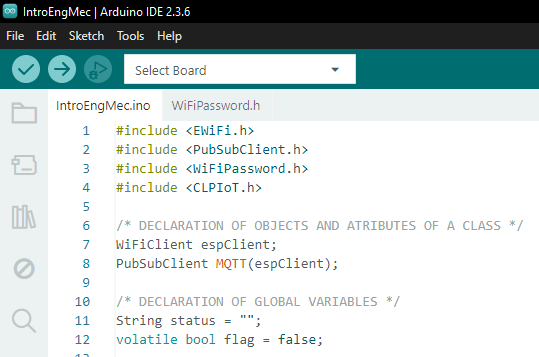 IntroEngMec | Arduino IDE 2.3.6
File Edit Sketch Tools Help
Select Board
IntroEngMec.ino WiFiPassword.h
1 #include <EWiFi.h>
2 #include <PubSubClient.h>
3 #include <WiFiPassword.h>
4 #include <CLPIoT.h>
5
6 /* DECLARATION OF OBJECTS AND ATRIBUTES OF A CLASS */
7 WiFiClient espClient;
8 PubSubClient MQTT(espClient);
9
10 /* DECLARATION OF GLOBAL VARIABLES */
11 String status = "";
12 volatile bool flag = false;